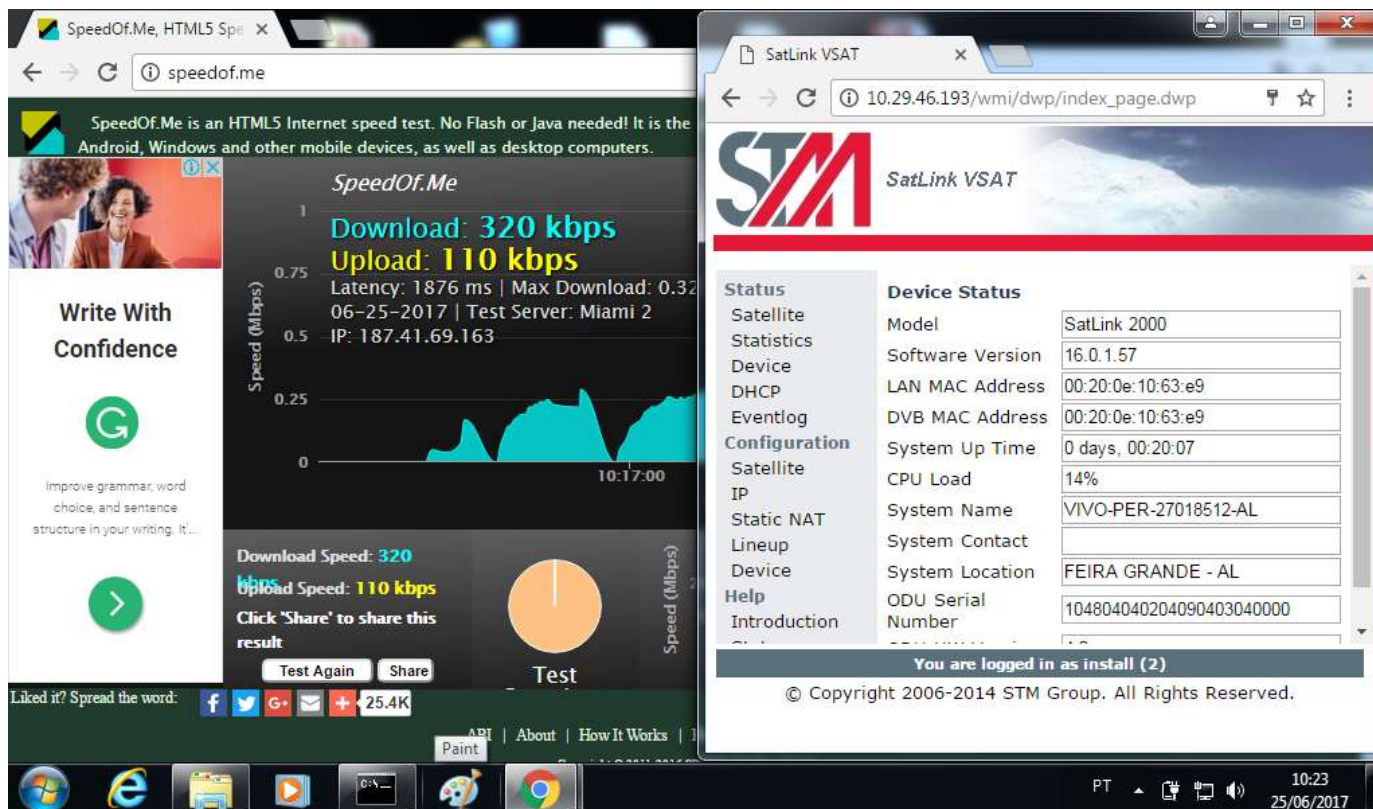 SpeedOf.Me, HTML5 Spe
speedof.me
SpeedOf.Me is an HTML5 Internet speed test. No Flash or Java needed! It is the
Android, Windows and other mobile devices, as well as desktop computers.
Write With
Confidence
Improve grammar, word
choice, and sentence
structure in your writing. It'...
SpeedOf.Me
Download: 320 kbps
Upload: 110 kbps
Latency: 1876 ms | Max Download: 0.32
06-25-2017 | Test Server: Miami 2
IP: 187.41.69.163
Speed (Mbps)
1
0.75
0.5
0.25
0
10:17:00
Download Speed: 320
kbps
Upload Speed: 110 kbps
Click 'Share' to share this
result
Test Again
Share
Test
Speed (Mbps)
Liked it? Spread the word:
25.4K
API | About | How It Works |
Paint
SatLink VSAT
10.29.46.193/wmi/dwp/index_page.dwp
STM
SatLink VSAT
Status
Satellite
Statistics
Device
DHCP
Eventlog
Configuration
Satellite
IP
Static NAT
Lineup
Device
Help
Introduction
Device Status
Model SatLink 2000
Software Version 16.0.1.57
LAN MAC Address 00:20:0e:10:63:e9
DVB MAC Address 00:20:0e:10:63:e9
System Up Time 0 days, 00:20:07
CPU Load 14%
System Name VIVO-PER-27018512-AL
System Contact
System Location FEIRA GRANDE - AL
ODU Serial
Number 104804040204090403040000
You are logged in as install (2)
© Copyright 2006-2014 STM Group. All Rights Reserved.
C:\_
PT
10:23
25/06/2017